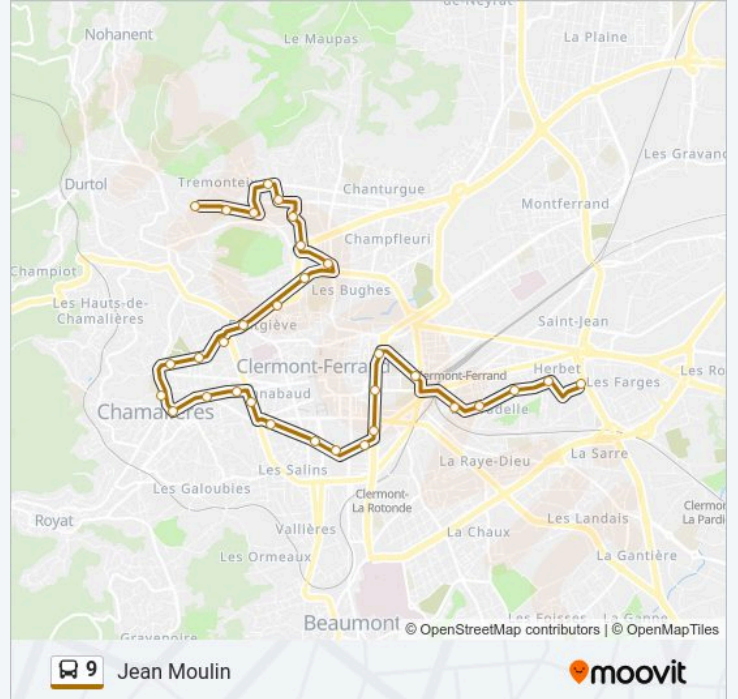 de-Neyrat
Nohanent
Le Maupas
La Plaine
Les Gravanc
Durtol
Tremontei
Chanturgue
Montferrand
Champfleuri
Champiot
Les Hauts-de-
Chamalières
Les Bughes
Saint-Jean
Clermont-Ferrand
ermont-Ferrand
Herbet
Les Ro
Les Farges
Chamalières
La Raye-Dieu
La Sarre
Les Salins
Les Galoubies
Clermont-
La Rotonde
Clermon
La Pardi
Royat
Vallières
La Chaux
Les Landais
Les Ormeaux
La Gantière
Beaumont
Gravenoire
© OpenStreetMap contributors | © OpenMapTiles
9 Jean Moulin
moovit